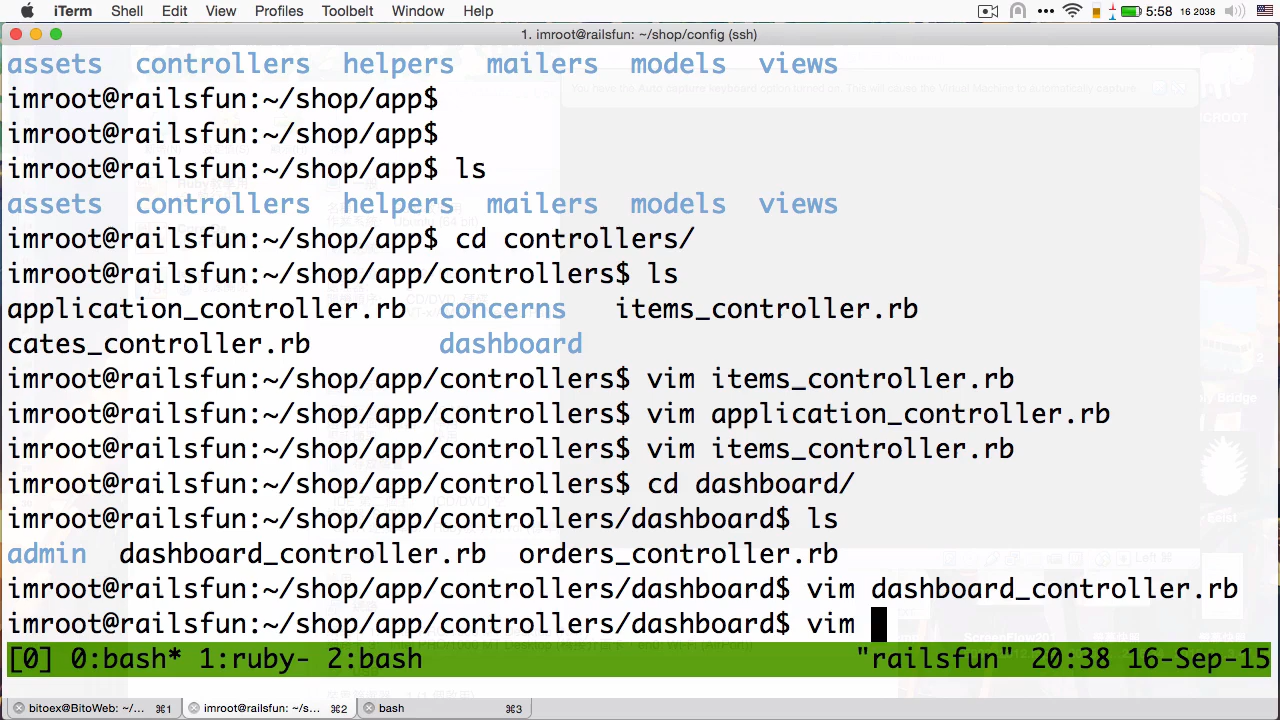 iTerm Shell Edit View Profiles Toolbelt Window Help 5:58 16 2038
1. imroot@railsfun: ~/shop/config (ssh)
assets controllers helpers mailers models views
imroot@railsfun:~/shop/app$
imroot@railsfun:~/shop/app$
imroot@railsfun:~/shop/app$ ls
assets controllers helpers mailers models views
imroot@railsfun:~/shop/app$ cd controllers/
imroot@railsfun:~/shop/app/controllers$ ls
application_controller.rb concerns items_controller.rb
cates_controller.rb dashboard
imroot@railsfun:~/shop/app/controllers$ vim items_controller.rb
imroot@railsfun:~/shop/app/controllers$ vim application_controller.rb
imroot@railsfun:~/shop/app/controllers$ vim items_controller.rb
imroot@railsfun:~/shop/app/controllers$ cd dashboard/
imroot@railsfun:~/shop/app/controllers/dashboard$ ls
admin dashboard_controller.rb orders_controller.rb
imroot@railsfun:~/shop/app/controllers/dashboard$ vim dashboard_controller.rb
imroot@railsfun:~/shop/app/controllers/dashboard$ vim
[0] 0:bash* 1:ruby- 2:bash "railsfun" 20:38 16-Sep-15
bitoex@BitoWeb: ~/... ⌘1 imroot@railsfun: ~/s... ⌘2 bash ⌘3